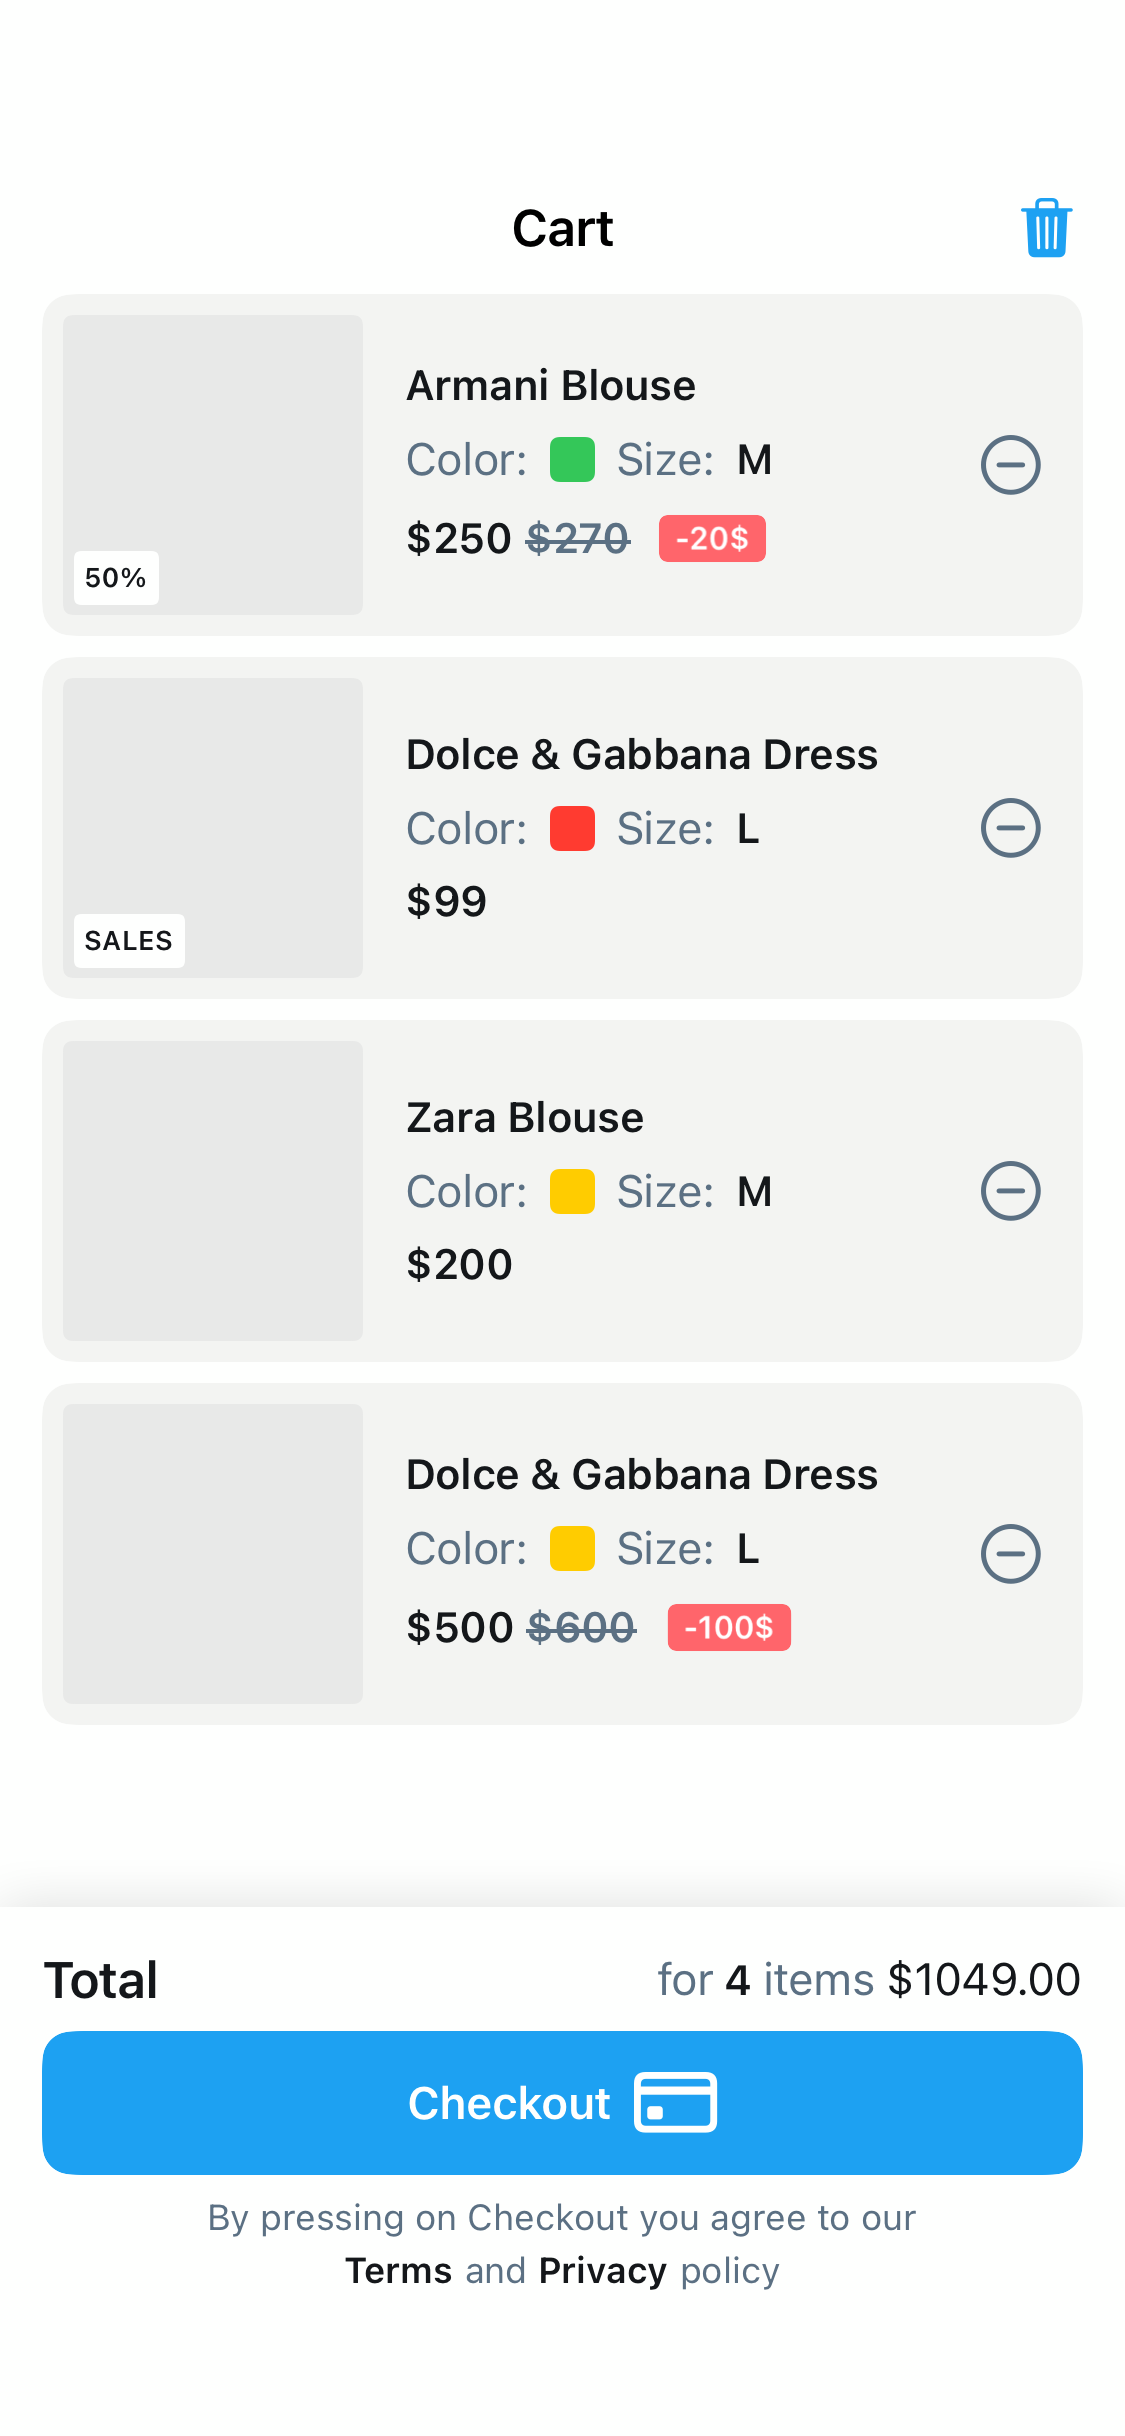 Cart
Armani Blouse
Color: Size: M
$250 $270 -20$
50%
Dolce & Gabbana Dress
Color: Size: L
$99
SALES
Zara Blouse
Color: Size: M
$200
Dolce & Gabbana Dress
Color: Size: L
$500 $600 -100$
Total for 4 items $1049.00
Checkout
By pressing on Checkout you agree to our
Terms and Privacy policy